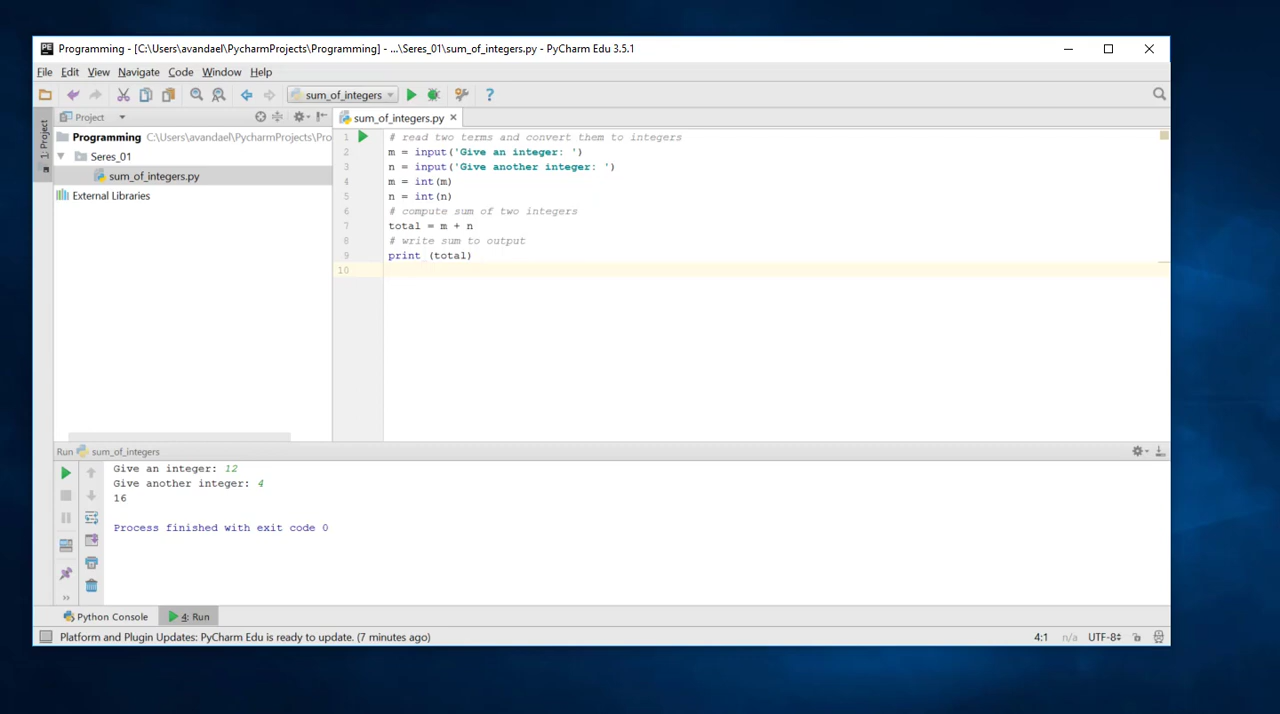 Programming - [C:\Users\avandael\PycharmProjects\Programming] - ...\Seres_01\sum_of_integers.py - PyCharm Edu 3.5.1
File Edit View Navigate Code Window Help
sum_of_integers
1: Project
Project
sum_of_integers.py
Programming C:\Users\avandael\PycharmProjects\Pro
Seres_01
sum_of_integers.py
External Libraries
1 # read two terms and convert them to integers
2 m = input('Give an integer: ')
3 n = input('Give another integer: ')
4 m = int(m)
5 n = int(n)
6 # compute sum of two integers
7 total = m + n
8 # write sum to output
9 print (total)
10
Run sum_of_integers
Give an integer: 12
Give another integer: 4
16
Process finished with exit code 0
Python Console 4: Run
Platform and Plugin Updates: PyCharm Edu is ready to update. (7 minutes ago) 4:1 n/a UTF-8